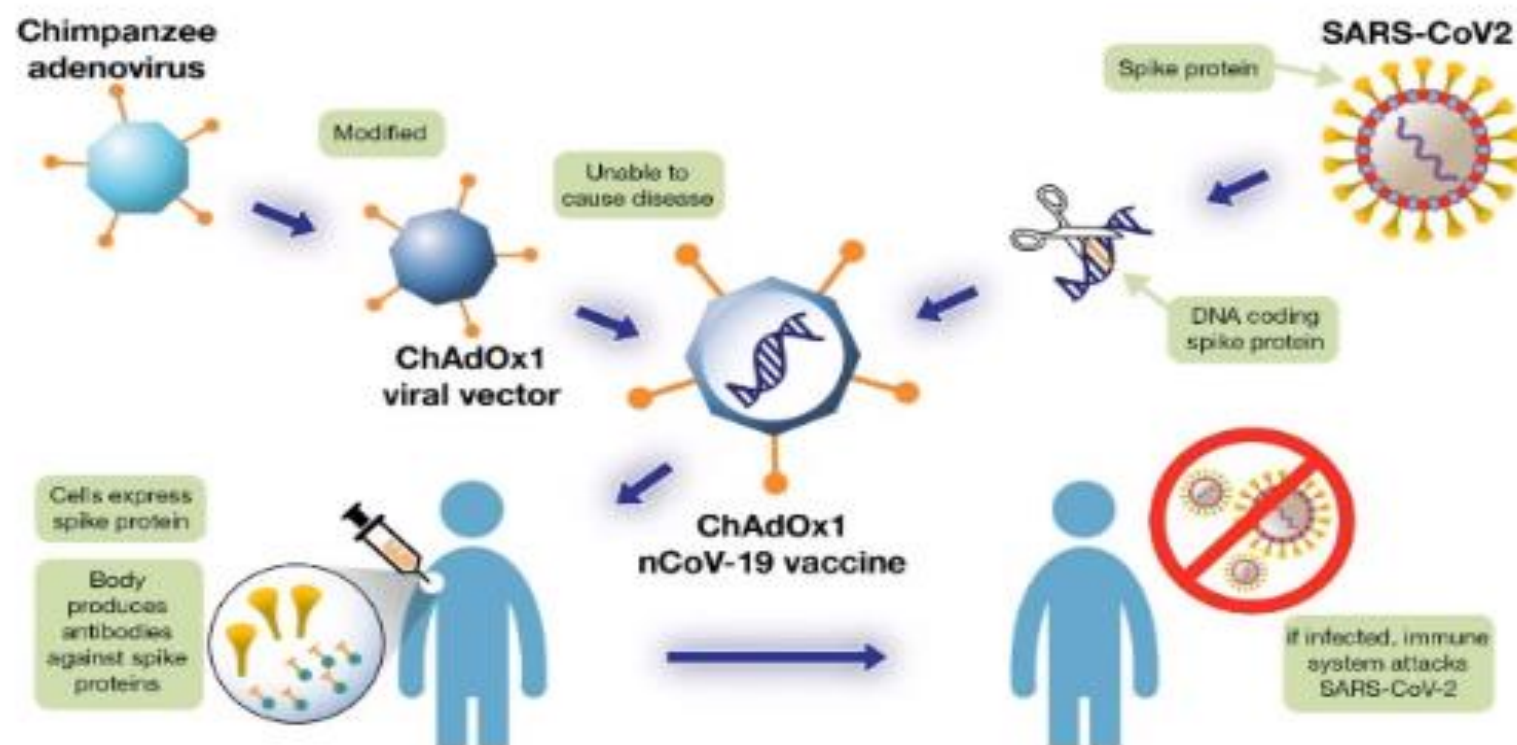 Chimpanzee
adenovirus
Modified
Unable to
cause disease
ChAdOx1
viral vector
SARS-CoV2
Spike protein
DNA coding
spike protein
ChAdOx1
nCoV-19 vaccine
Cells express
spike protein
Body
produces
antibodies
against spike
proteins
if infected, immune
system attacks
SARS-CoV-2